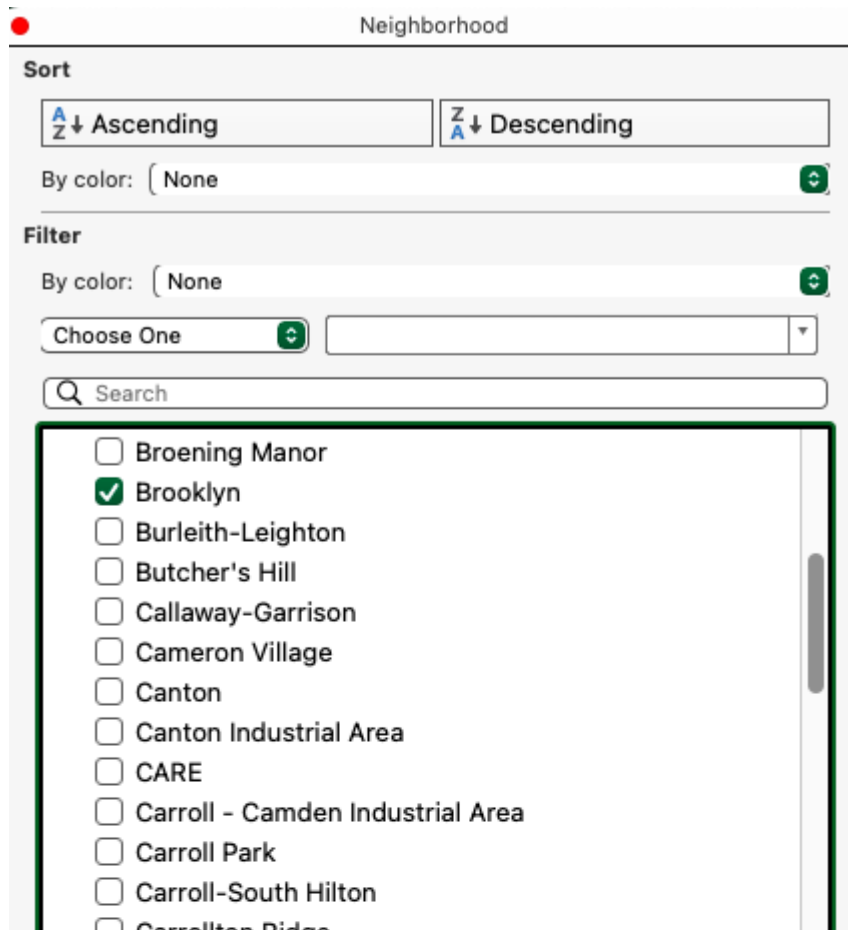 Neighborhood
Sort
A Z Ascending
Z A Descending
By color: None
Filter
By color: None
Choose One
Search
Broening Manor
Brooklyn
Burleith-Leighton
Butcher's Hill
Callaway-Garrison
Cameron Village
Canton
Canton Industrial Area
CARE
Carroll - Camden Industrial Area
Carroll Park
Carroll-South Hilton
Carrollton Ridge